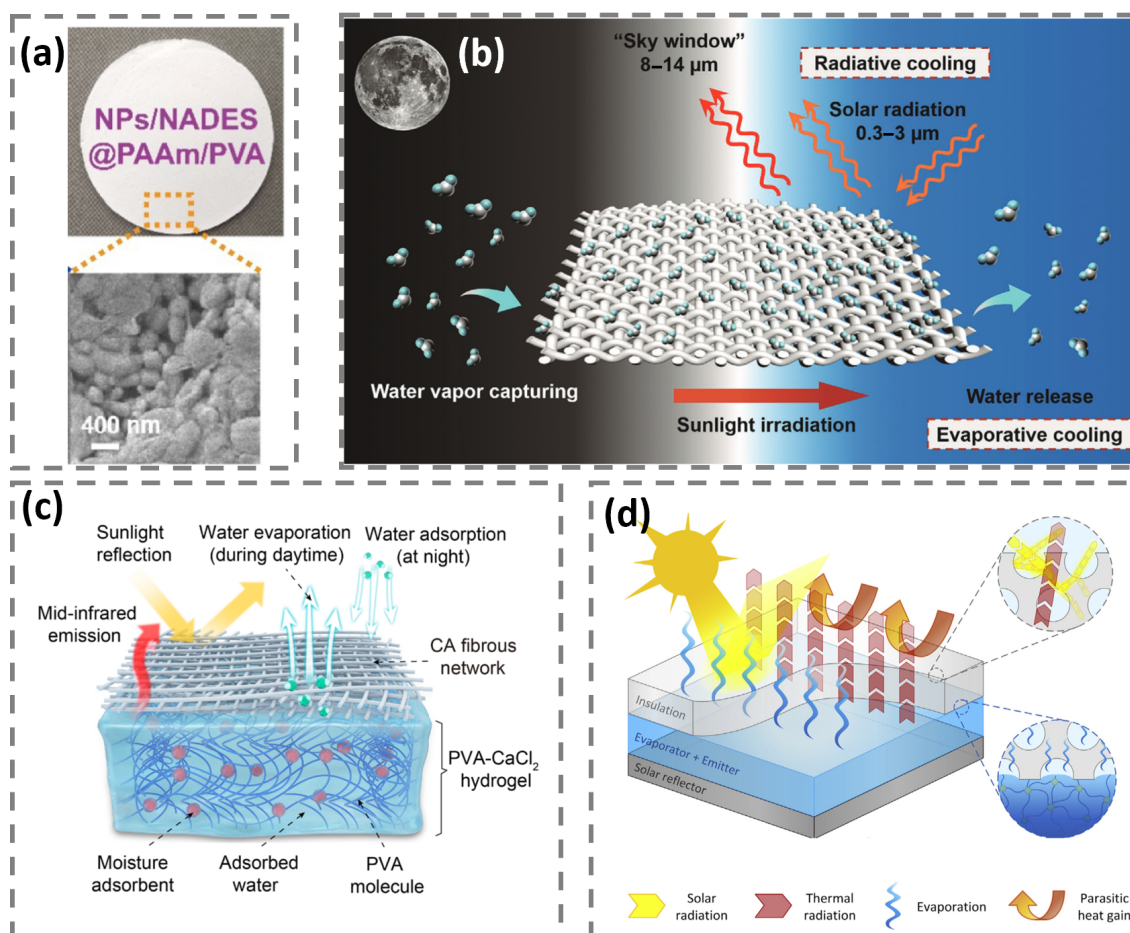 (a)
NPs/NADES
@PAAm/PVA
400 nm
(b)
“Sky window”
8–14 μm
Radiative cooling
Solar radiation
0.3–3 μm
Water vapor capturing
Sunlight irradiation
Water release
Evaporative cooling
(c)
Sunlight
reflection
Water evaporation
(during daytime)
Water adsorption
(at night)
Mid-infrared
emission
CA fibrous
network
PVA-CaCl₂
hydrogel
Moisture
adsorbent
Adsorbed
water
PVA
molecule
(d)
Insulation
Evaporator + Emitter
Solar reflector
Solar
radiation
Thermal
radiation
Evaporation
Parasitic
heat gain